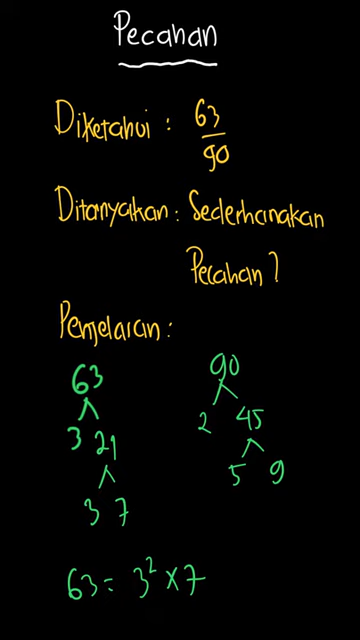 Pecahan
Diketahui : 63/90
Ditanyakan : Sederhanakan
Pecahan ?
Penjelasan :
63 90
3 21 2 45
3 7 5 9
63 = 3² × 7